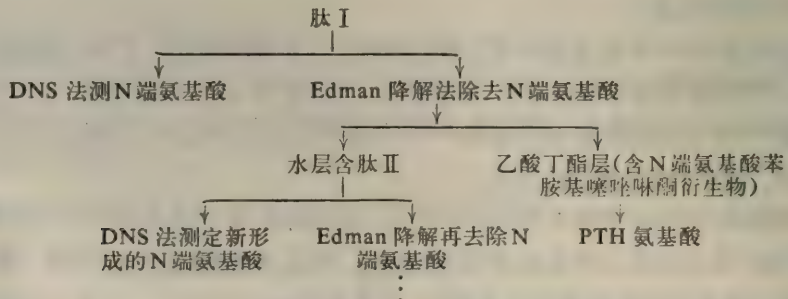 肽Ⅰ
DNS 法测N端氨基酸
Edman 降解法除去N端氨基酸
水层含肽Ⅱ
乙酸丁酯层(含N端氨基酸苯
胺基噻唑啉酮衍生物)
DNS 法测定新形
成的N端氨基酸
Edman 降解再去除N
端氨基酸
PTH 氨基酸
⋮